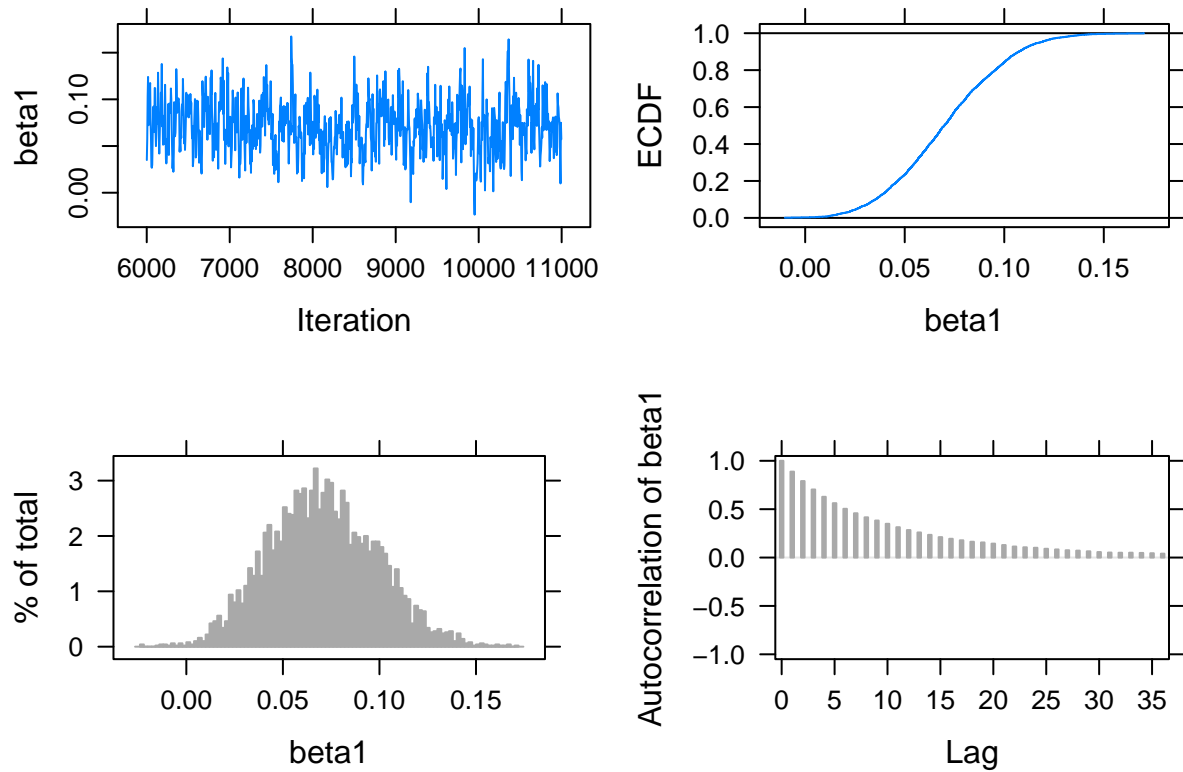 beta1
0.00 0.10
6000 7000 8000 9000 10000 11000
Iteration
ECDF
1.0
0.8
0.6
0.4
0.2
0.0
0.00 0.05 0.10 0.15
beta1
% of total
3
2
1
0
0.00 0.05 0.10 0.15
beta1
Autocorrelation of beta1
1.0
0.5
0.0
−0.5
−1.0
0 5 10 15 20 25 30 35
Lag